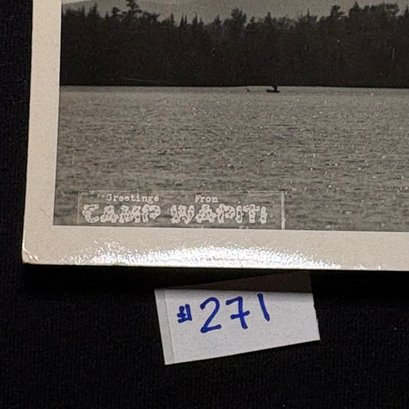 Greetings From
CAMP WAPITI
#271